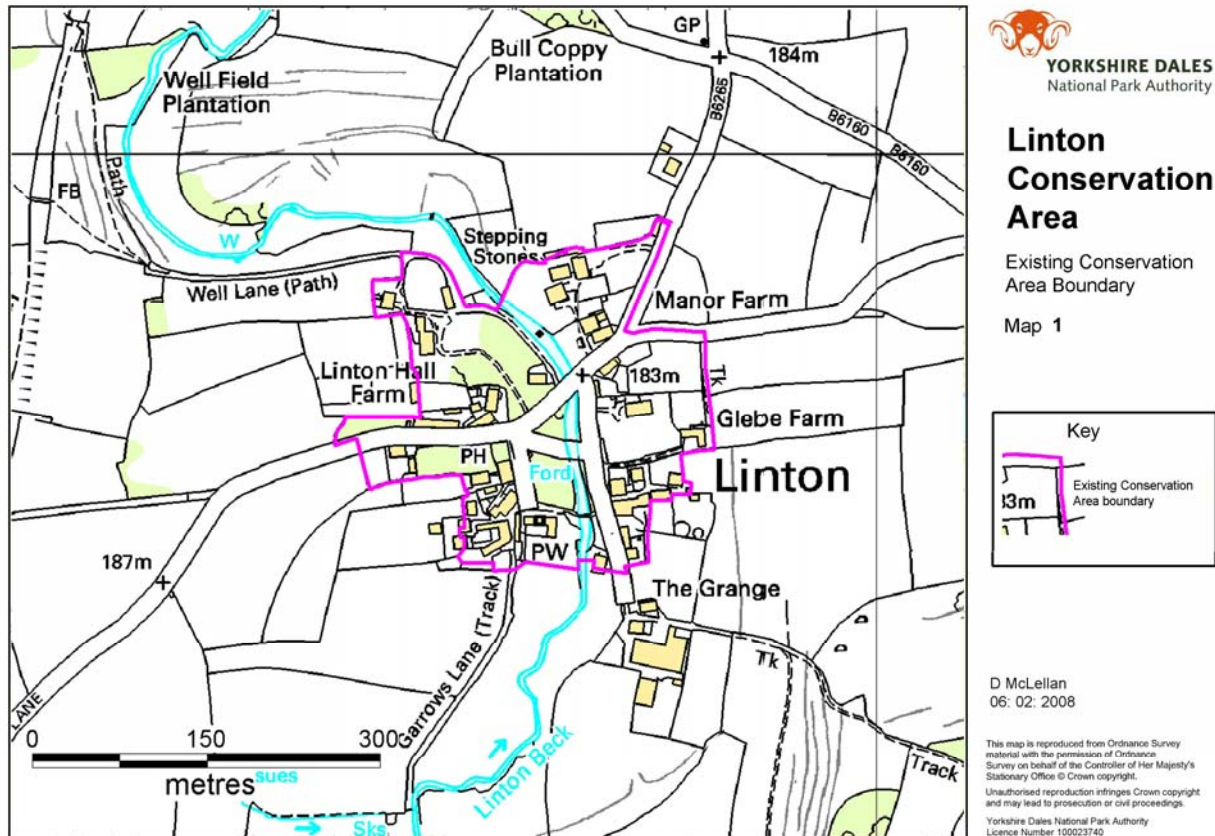 Well Field
Plantation
Bull Coppy
Plantation
GP
184m
B6265
B6160
B6160
Path
FB
W
Stepping
Stones
Well Lane (Path)
Manor Farm
Linton Hall
Farm
183m
Tk
Glebe Farm
PH
Ford
Linton
PW
187m
The Grange
Garrows Lane (Track)
Tk
LANE
Linton Beck
Track
0 150 300
metres
sues
Sks
YORKSHIRE DALES
National Park Authority
Linton
Conservation
Area
Existing Conservation
Area Boundary
Map 1
Key
33m
Existing Conservation
Area boundary
D McLellan
06: 02: 2008
This map is reproduced from Ordnance Survey
material with the permission of Ordnance
Survey on behalf of the Controller of Her Majesty's
Stationary Office © Crown copyright.
Unauthorised reproduction infringes Crown copyright
and may lead to prosecution or civil proceedings.
Yorkshire Dales National Park Authority
Licence Number 100023740